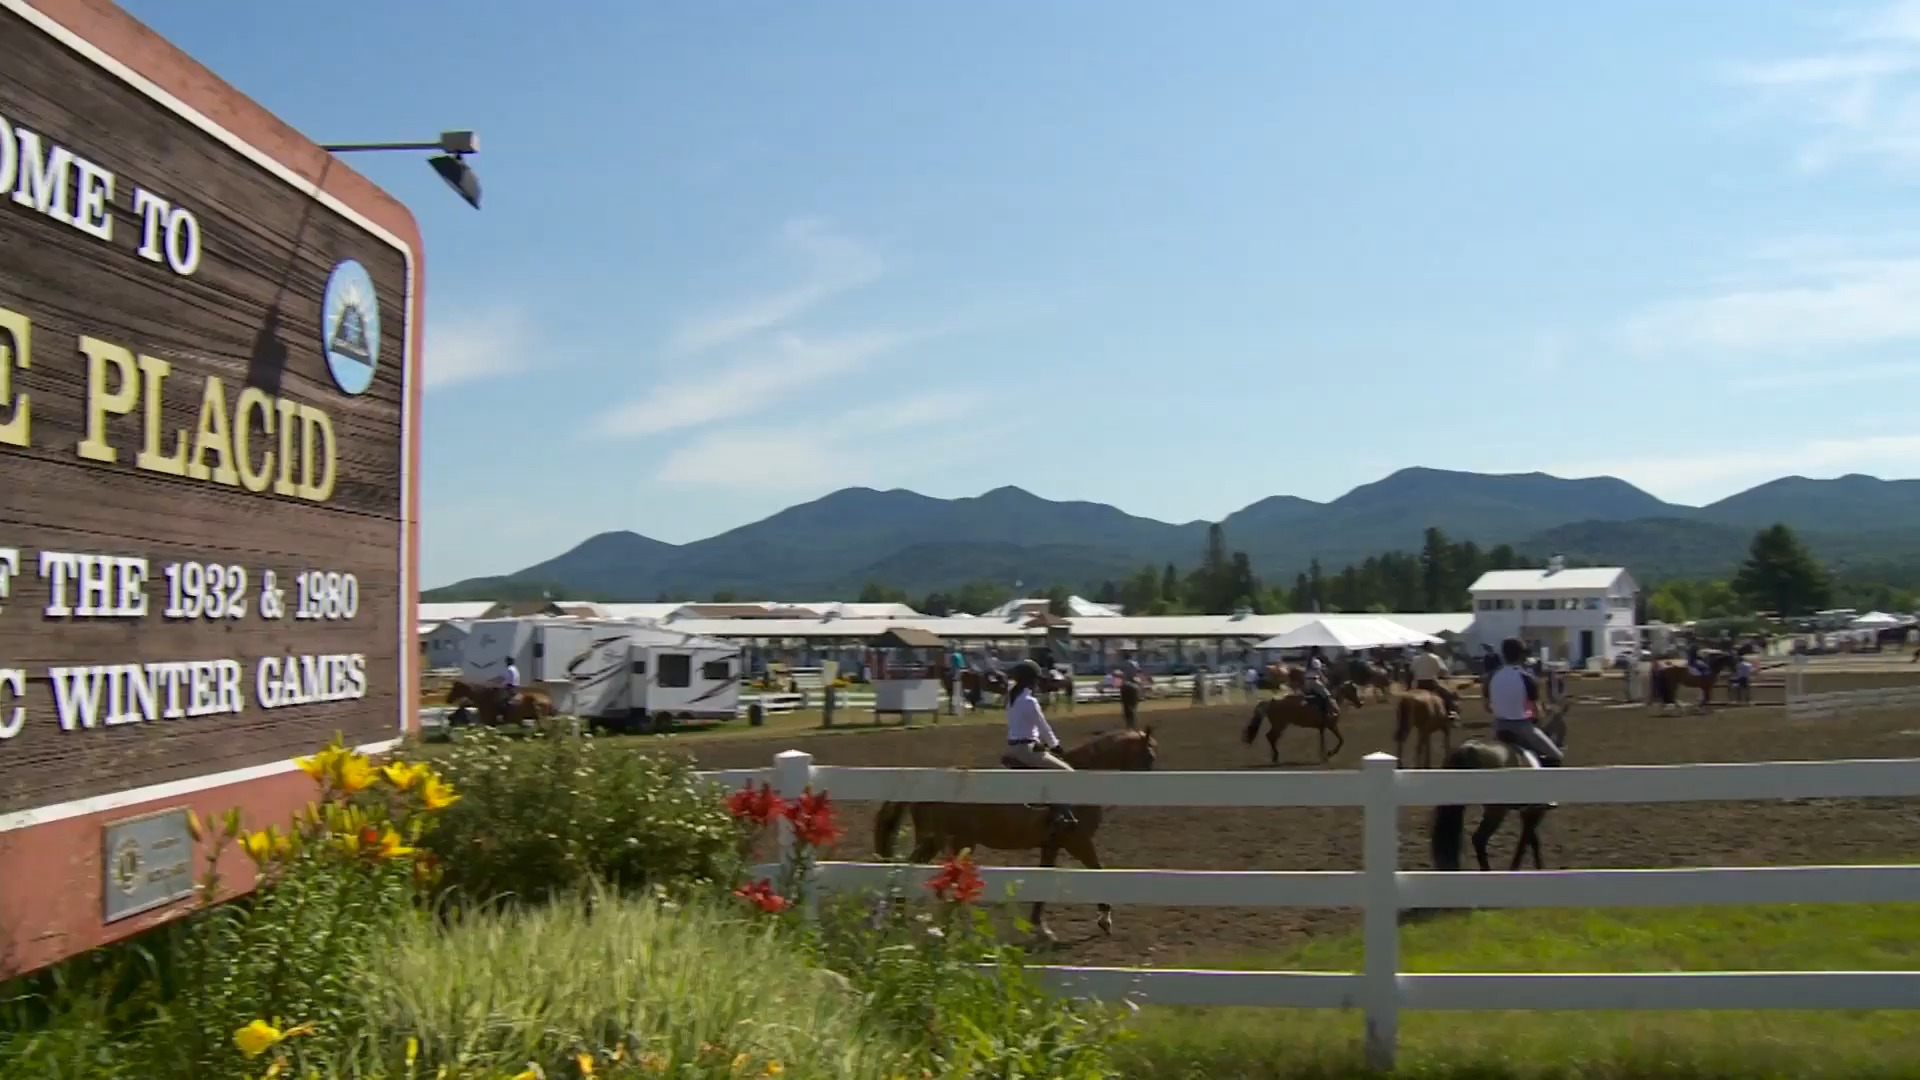 OME TO
E PLACID
F THE 1932 & 1980
C WINTER GAMES